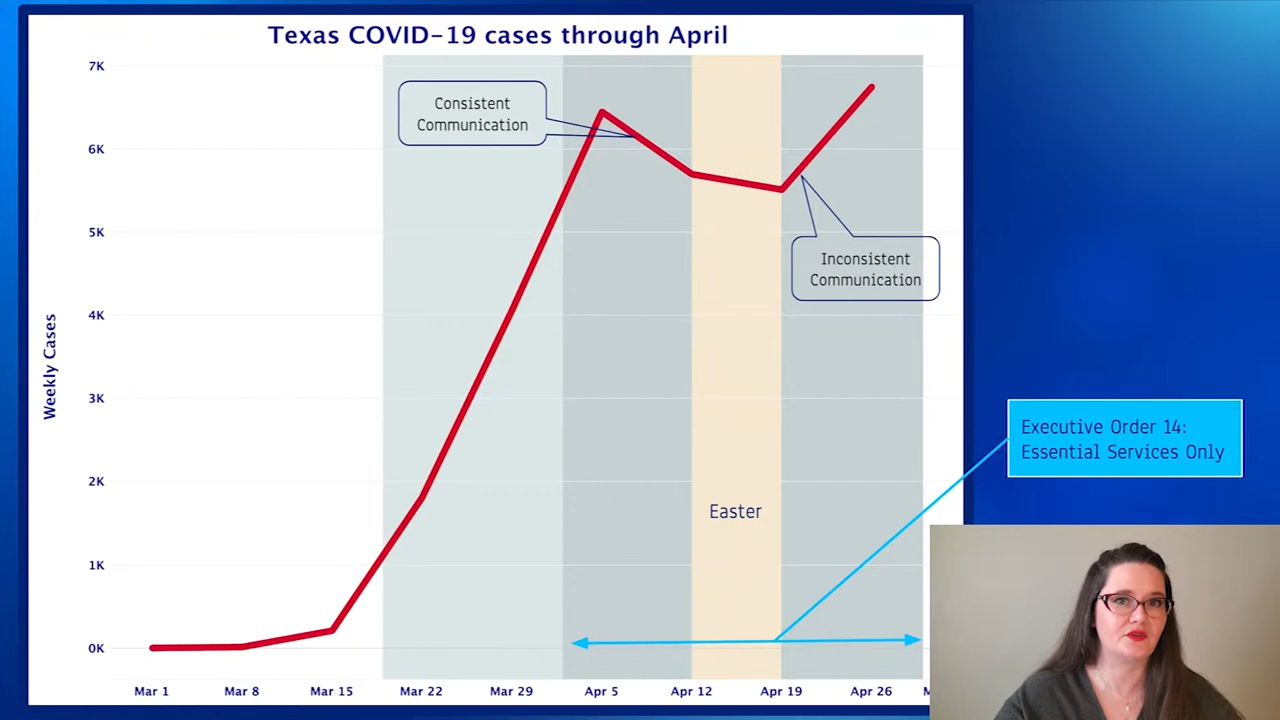 Texas COVID-19 cases through April
7K
6K
5K
4K
3K
2K
1K
0K
Weekly Cases
Consistent
Communication
Inconsistent
Communication
Easter
Executive Order 14:
Essential Services Only
Mar 1
Mar 8
Mar 15
Mar 22
Mar 29
Apr 5
Apr 12
Apr 19
Apr 26